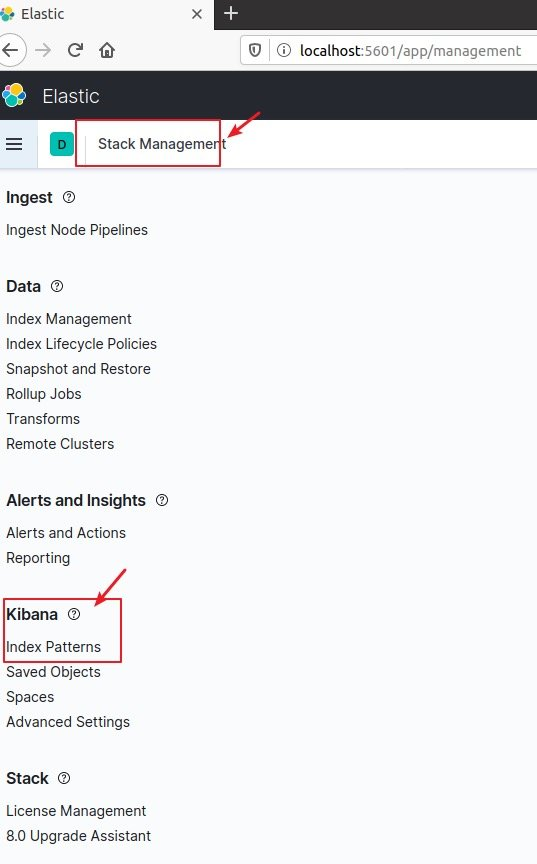 Elastic
localhost:5601/app/management
Elastic
D Stack Management
Ingest
Ingest Node Pipelines
Data
Index Management
Index Lifecycle Policies
Snapshot and Restore
Rollup Jobs
Transforms
Remote Clusters
Alerts and Insights
Alerts and Actions
Reporting
Kibana
Index Patterns
Saved Objects
Spaces
Advanced Settings
Stack
License Management
8.0 Upgrade Assistant